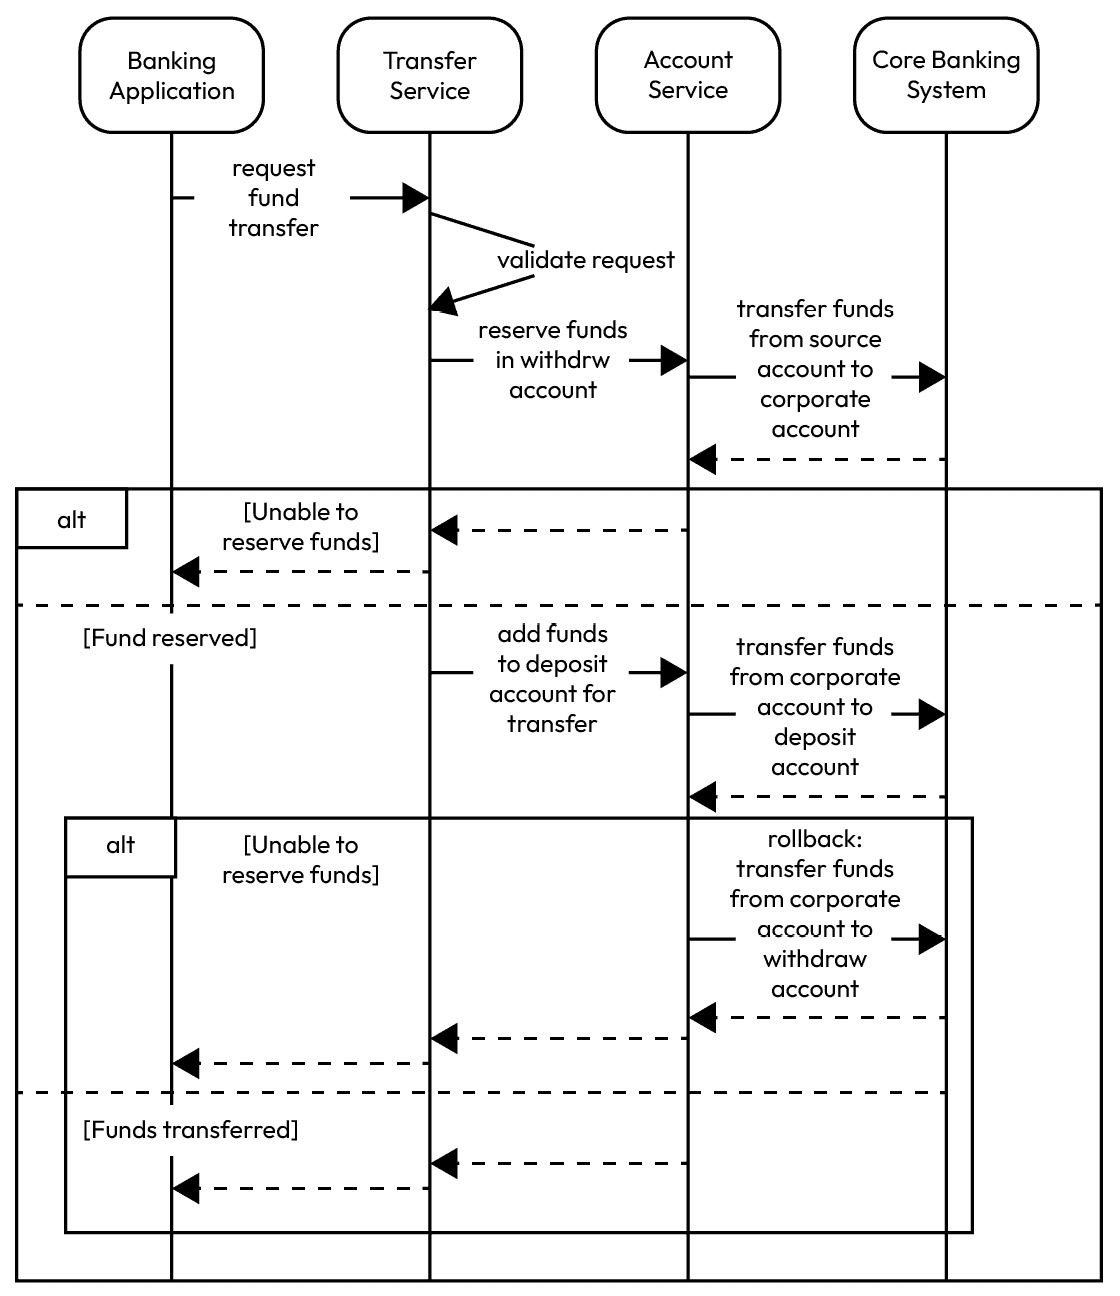 Banking
Application
Transfer
Service
Account
Service
Core Banking
System
request
fund
transfer
validate request
reserve funds
in withdrw
account
transfer funds
from source
account to
corporate
account
alt
[Unable to
reserve funds]
[Fund reserved]
add funds
to deposit
account for
transfer
transfer funds
from corporate
account to
deposit
account
alt
[Unable to
reserve funds]
rollback:
transfer funds
from corporate
account to
withdraw
account
[Funds transferred]